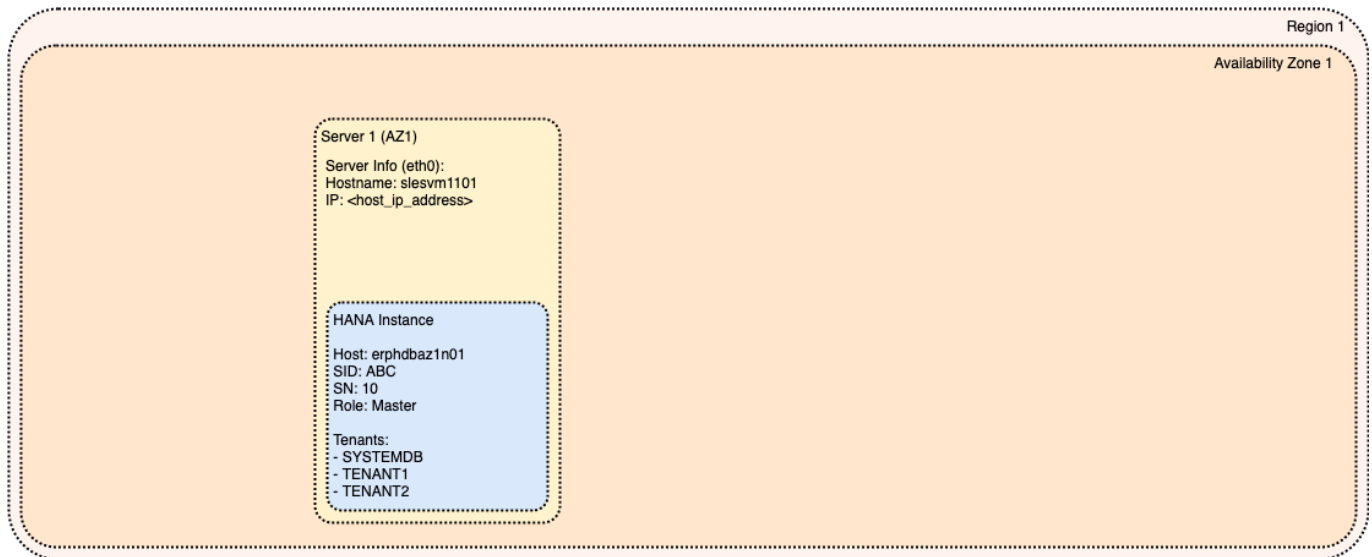 Region 1
Availability Zone 1
Server 1 (AZ1)
Server Info (eth0):
Hostname: slesvm1101
IP: <host_ip_address>
HANA Instance
Host: erphdbaz1n01
SID: ABC
SN: 10
Role: Master
Tenants:
- SYSTEMDB
- TENANT1
- TENANT2